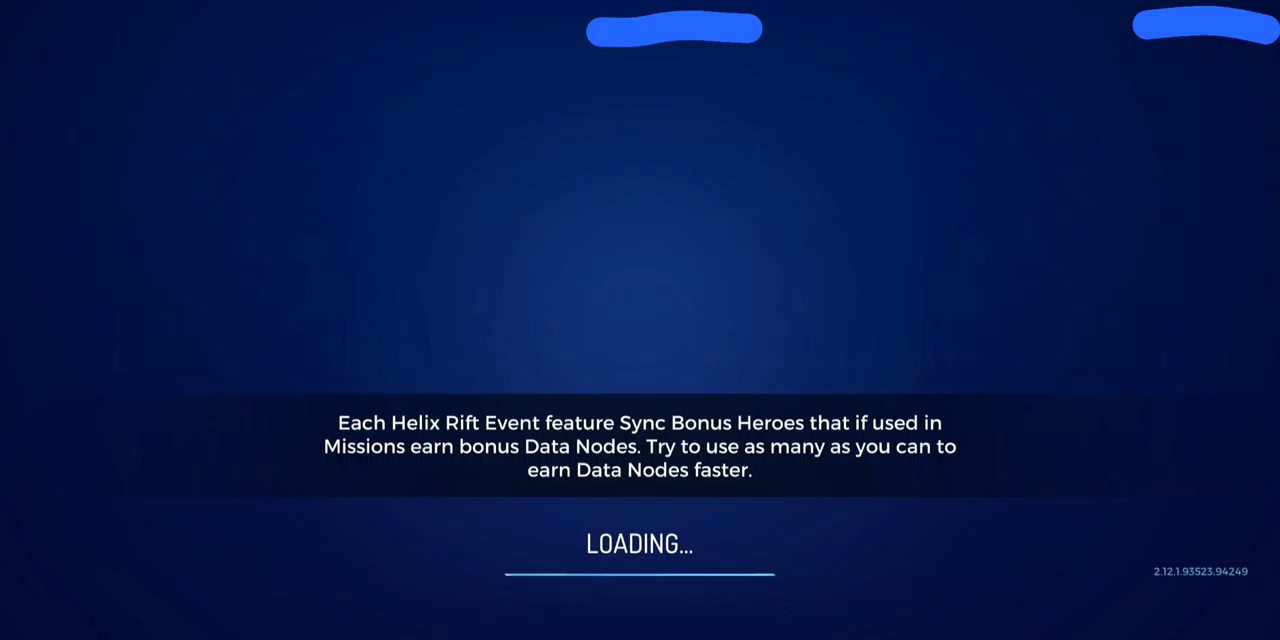 Each Helix Rift Event feature Sync Bonus Heroes that if used in
Missions earn bonus Data Nodes. Try to use as many as you can to
earn Data Nodes faster.
LOADING...
2.12.1.93523.94249